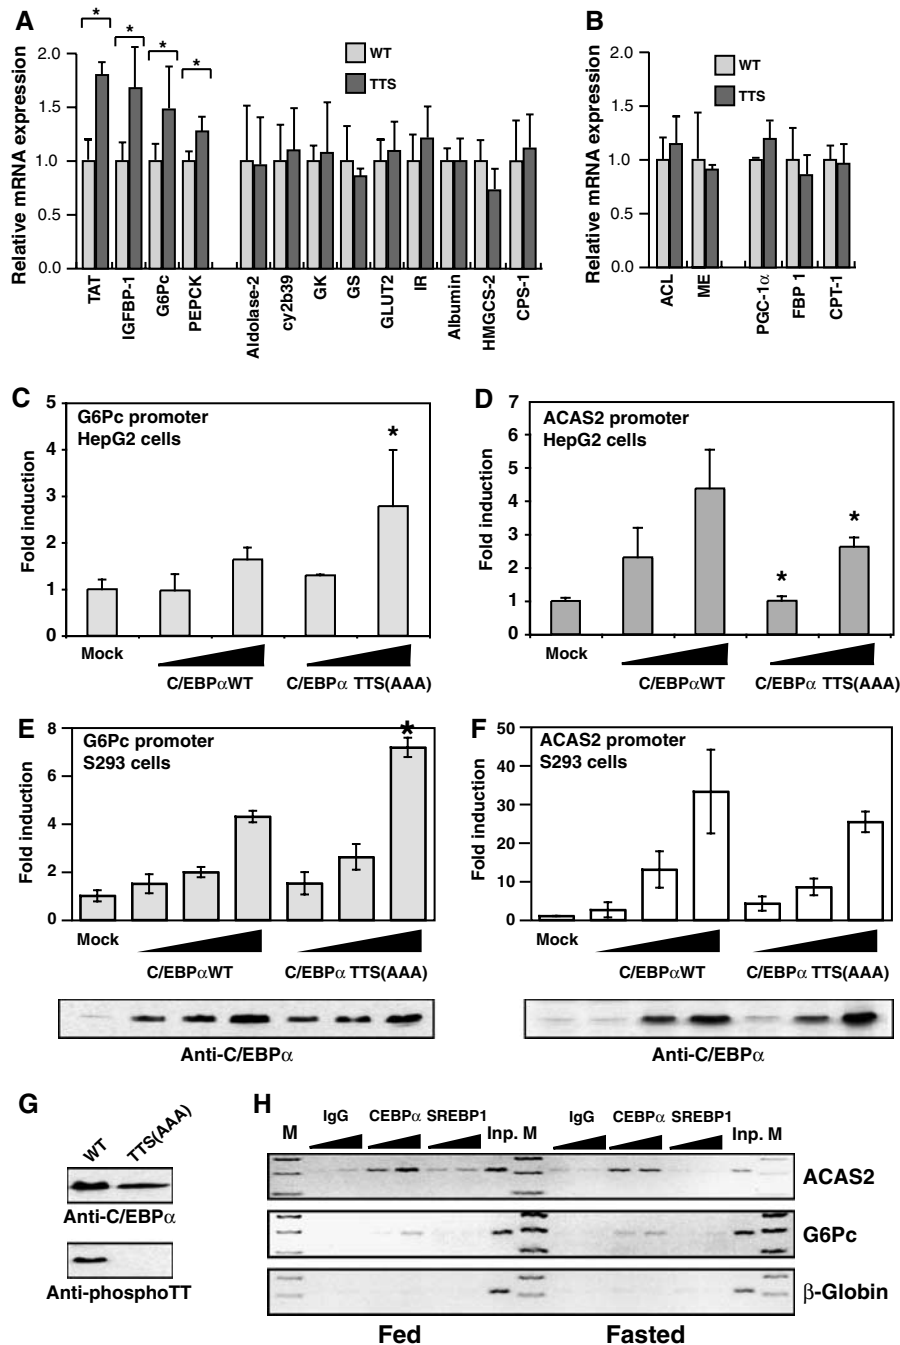 A
B
* * * *
Relative mRNA expression
2.0
1.5
1.0
0.5
0.0
WT
TTS
TAT
IGFBP-1
G6Pc
PEPCK
Aldolase-2
cy2b39
GK
GS
GLUT2
IR
Albumin
HMGCS-2
CPS-1
Relative mRNA expression
2.0
1.5
1.0
0.5
0.0
WT
TTS
ACL
ME
PGC-1α
FBP 1
CPT-1
C
Fold induction
5
4
3
2
1
0
G6Pc promoter
HepG2 cells
*
Mock
C/EBPαWT
C/EBPα TTS(AAA)
D
Fold induction
7
6
5
4
3
2
1
0
ACAS2 promoter
HepG2 cells
* *
Mock
C/EBPαWT
C/EBPα TTS(AAA)
E
Fold induction
8
6
4
2
0
G6Pc promoter
S293 cells
*
Mock
C/EBPαWT
C/EBPα TTS(AAA)
Anti-C/EBPα
F
Fold induction
50
40
30
20
10
0
ACAS2 promoter
S293 cells
Mock
C/EBPαWT
C/EBPα TTS(AAA)
Anti-C/EBPα
G
WT
TTS(AAA)
Anti-C/EBPα
Anti-phosphoTT
H
M IgG CEBPα SREBP1 Inp. M IgG CEBPα SREBP1 Inp. M
ACAS2
G6Pc
β-Globin
Fed
Fasted